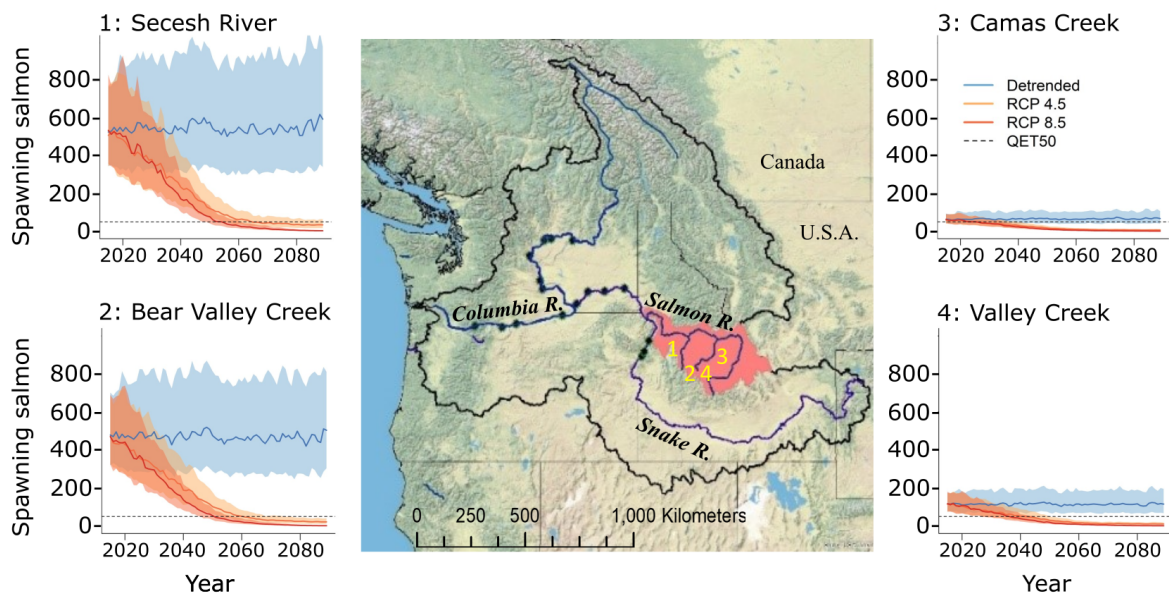 1: Secesh River
Spawning salmon
800
600
400
200
0
2020 2040 2060 2080
2: Bear Valley Creek
Spawning salmon
800
600
400
200
0
2020 2040 2060 2080
Year
Canada
U.S.A.
Columbia R.
Salmon R.
1
3
2 4
Snake R.
0 250 500 1,000 Kilometers
3: Camas Creek
Detrended
RCP 4.5
RCP 8.5
QET50
800
600
400
200
0
2020 2040 2060 2080
4: Valley Creek
800
600
400
200
0
2020 2040 2060 2080
Year